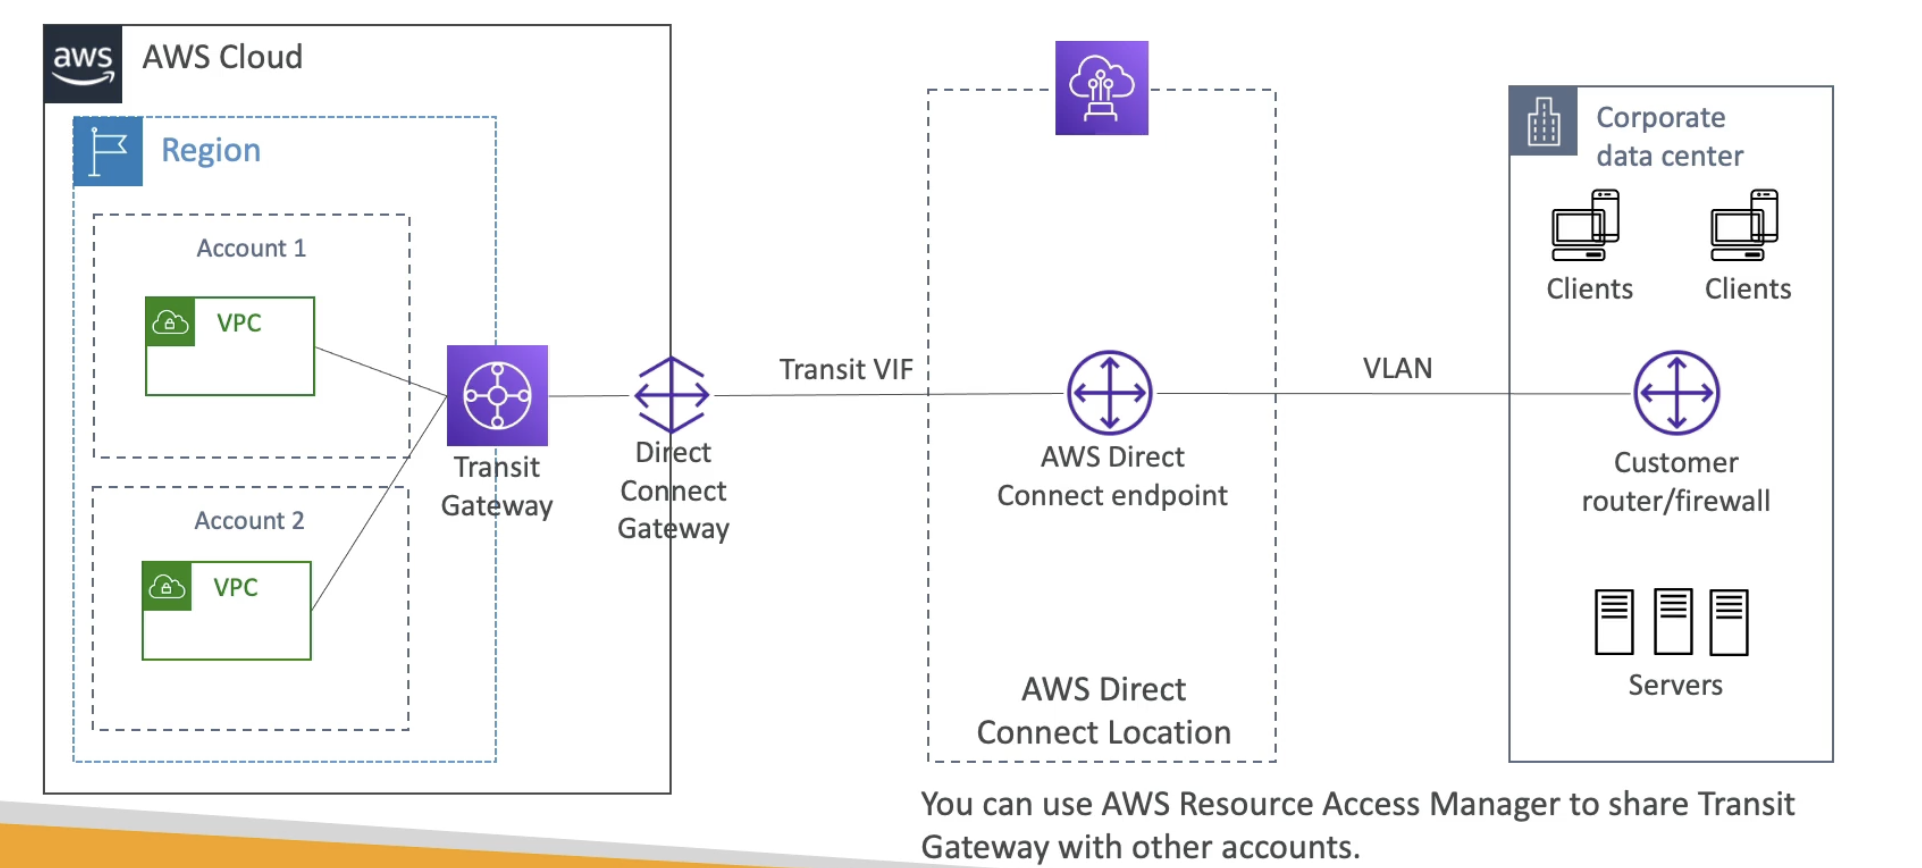 aws
AWS Cloud
Region
Account 1
VPC
Account 2
VPC
Transit
Gateway
Direct
Connect
Gateway
Transit VIF
AWS Direct
Connect endpoint
AWS Direct
Connect Location
VLAN
Corporate
data center
Clients
Clients
Customer
router/firewall
Servers
You can use AWS Resource Access Manager to share Transit
Gateway with other accounts.